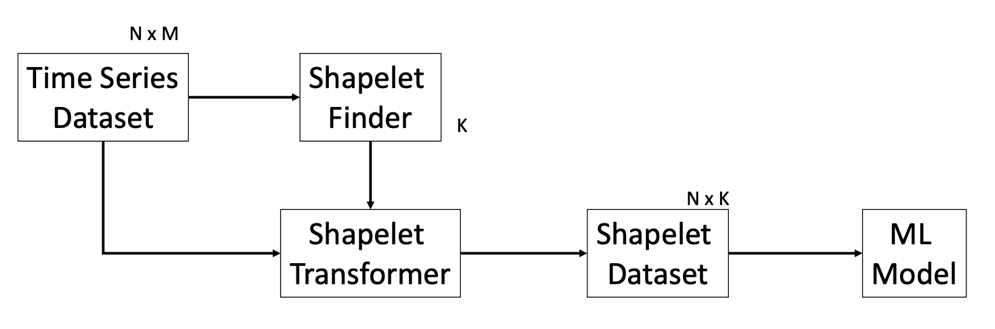 N x M
Time Series
Dataset
Shapelet
Finder
K
Shapelet
Transformer
N x K
Shapelet
Dataset
ML
Model